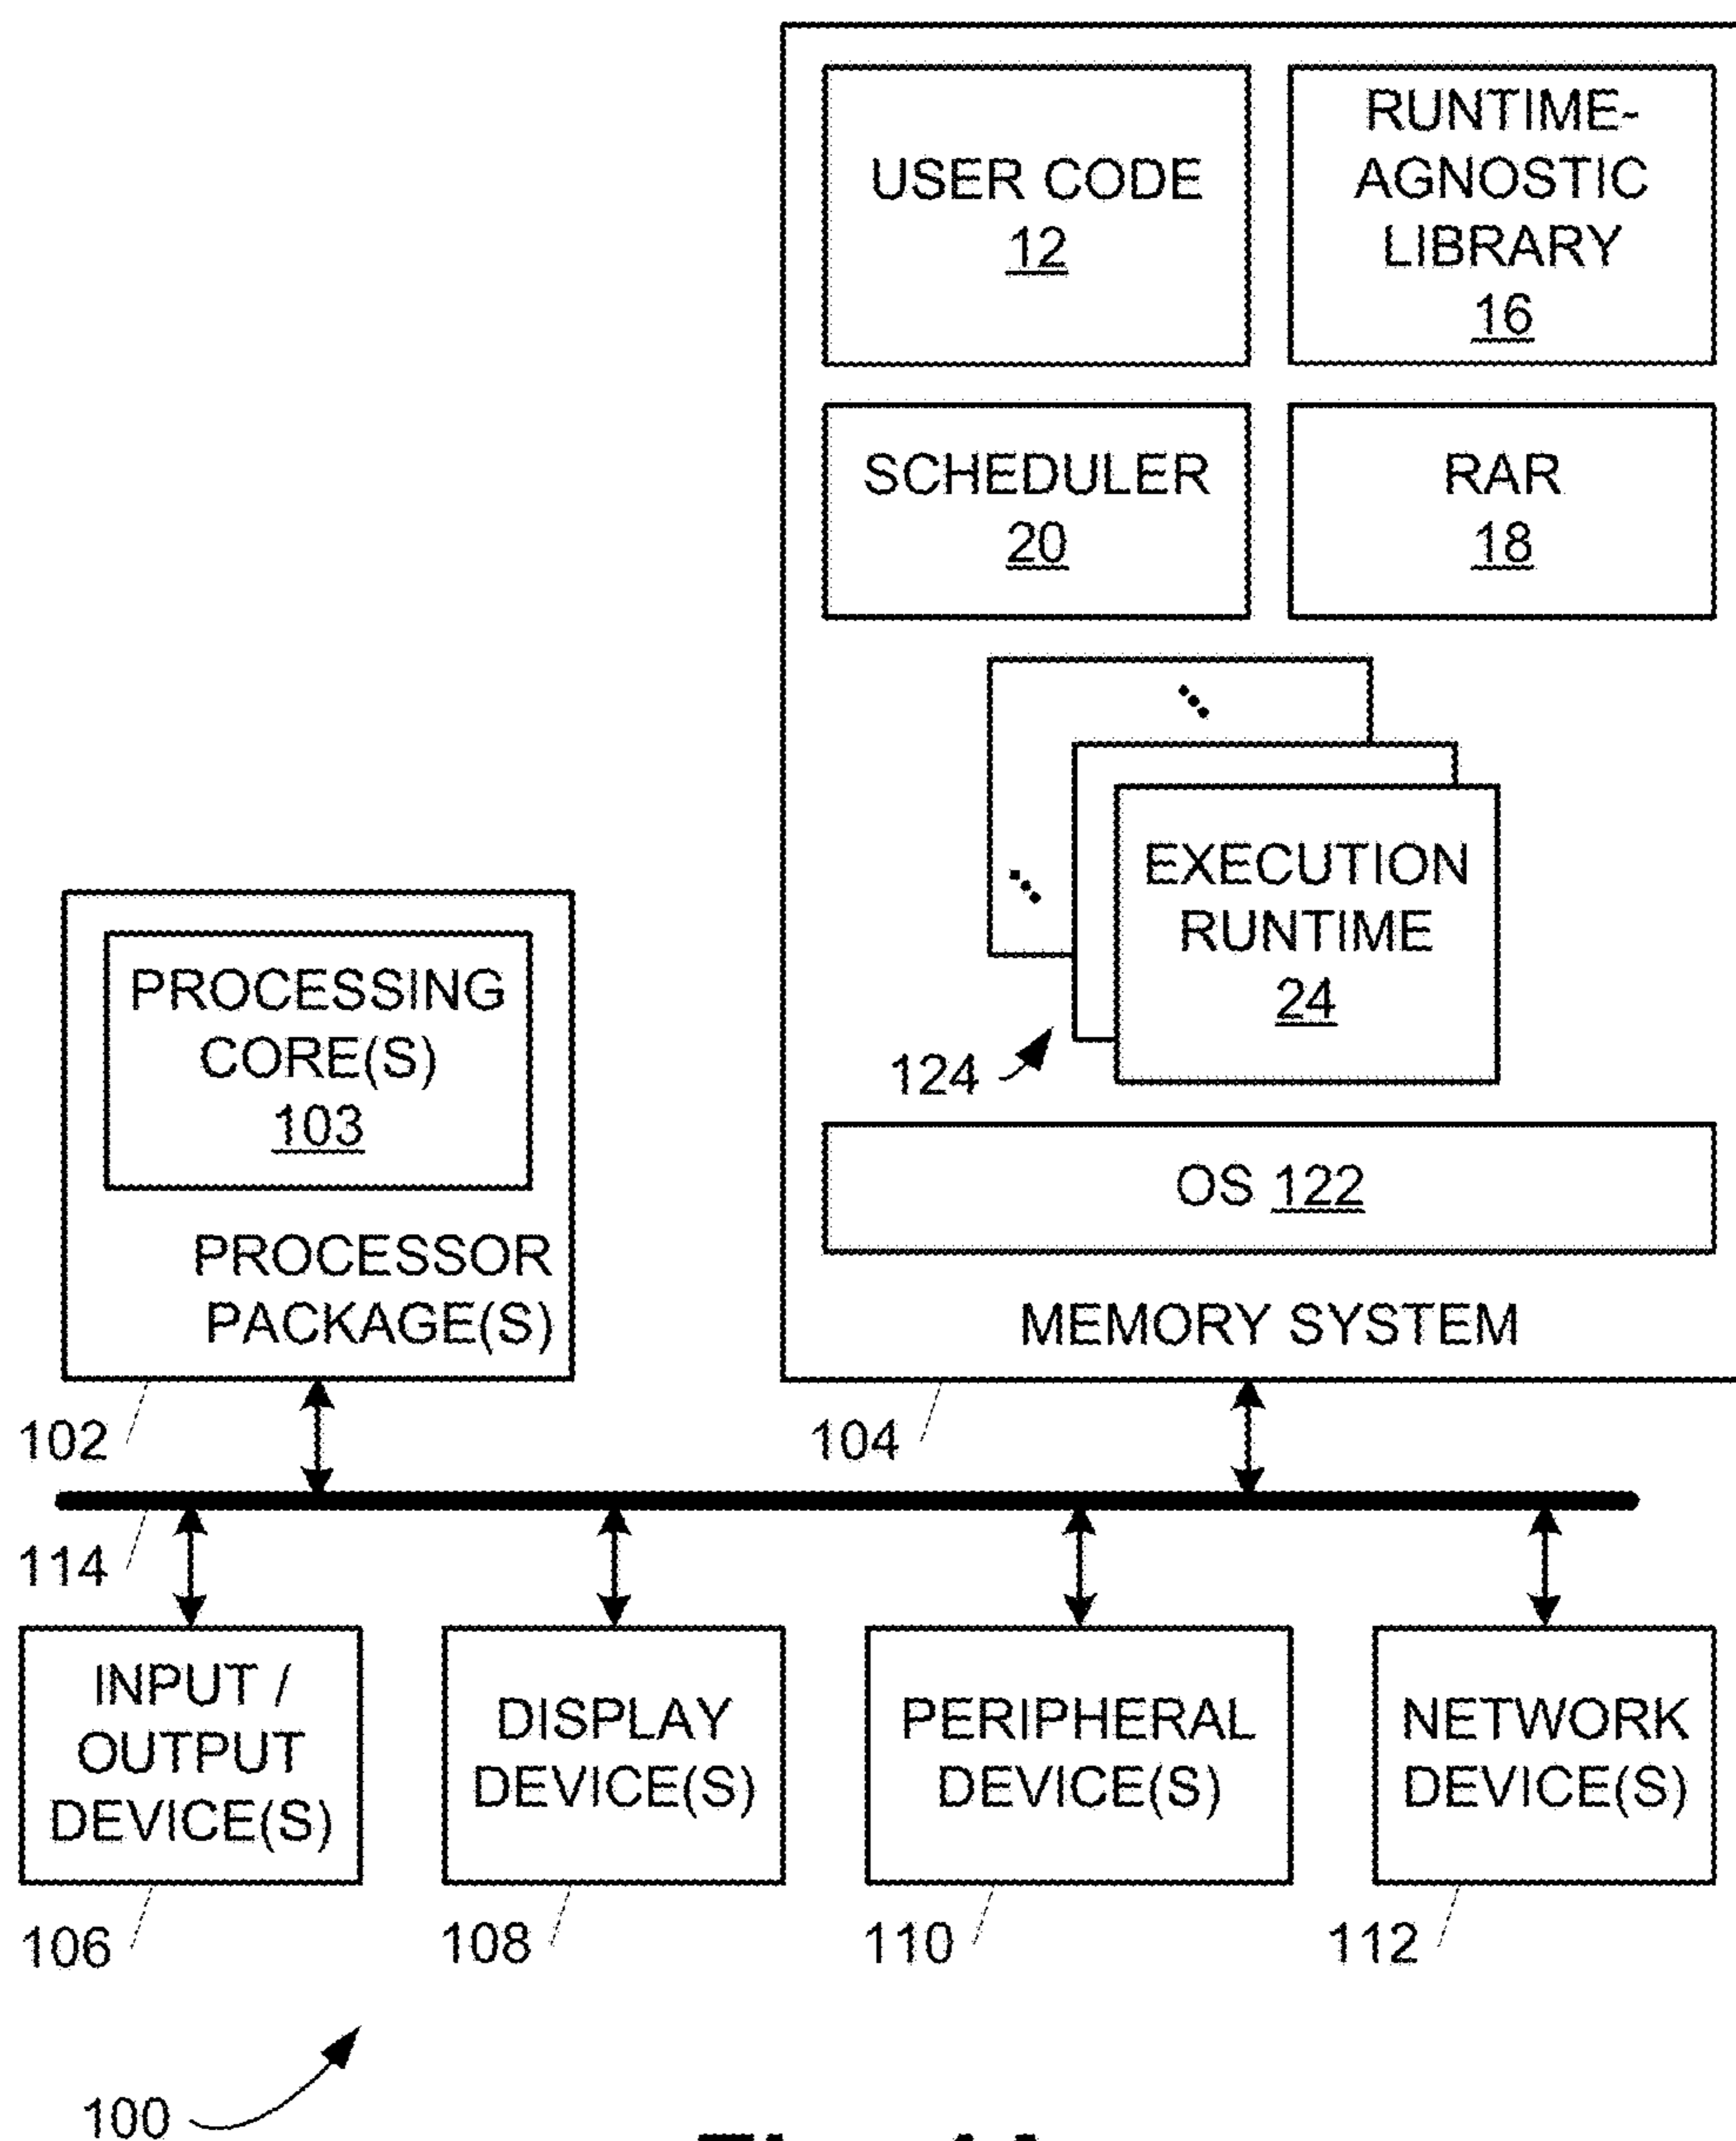 USER CODE
12
RUNTIME-
AGNOSTIC
LIBRARY
16
SCHEDULER
20
RAR
18
EXECUTION
RUNTIME
24
124
OS 122
MEMORY SYSTEM
104
PROCESSING
CORE(S)
103
PROCESSOR
PACKAGE(S)
102
114
INPUT /
OUTPUT
DEVICE(S)
106
DISPLAY
DEVICE(S)
108
PERIPHERAL
DEVICE(S)
110
NETWORK
DEVICE(S)
112
100